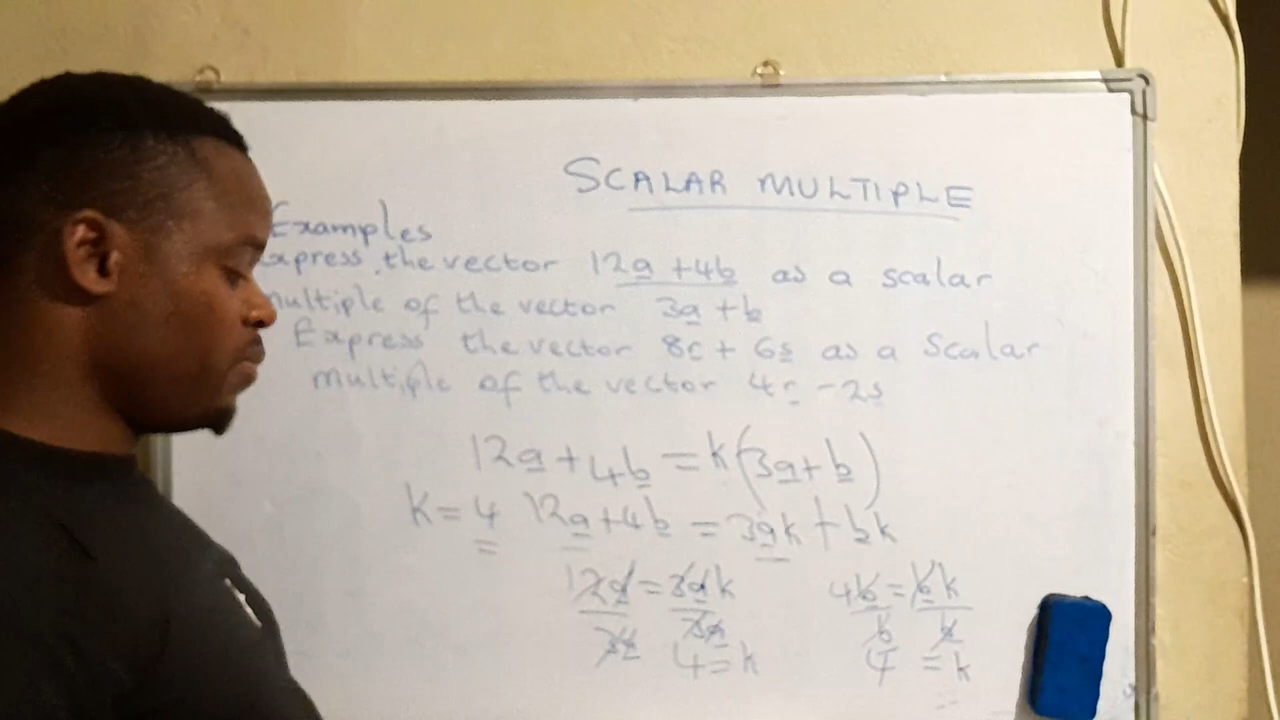 SCALAR MULTIPLE
Examples
xpress the vector 12a + 4b as a scalar
multiple of the vector 3a + b
Express the vector 8c + 6s as a Scalar
multiple of the vector 4r - 2s
12a + 4b = k(3a + b)
K = 4 12a + 4b = 3ak + bk
12a = 3ak 4b = bk
3a 3a b b
4 = k 4 = k